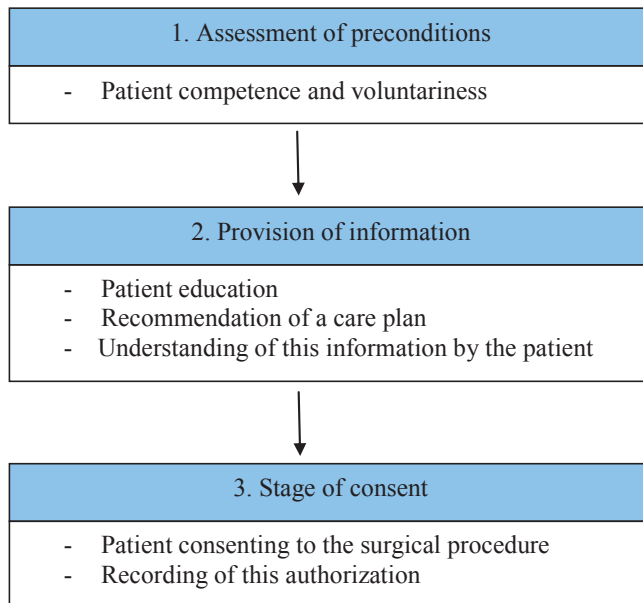 1. Assessment of preconditions
- Patient competence and voluntariness
2. Provision of information
- Patient education
- Recommendation of a care plan
- Understanding of this information by the patient
3. Stage of consent
- Patient consenting to the surgical procedure
- Recording of this authorization